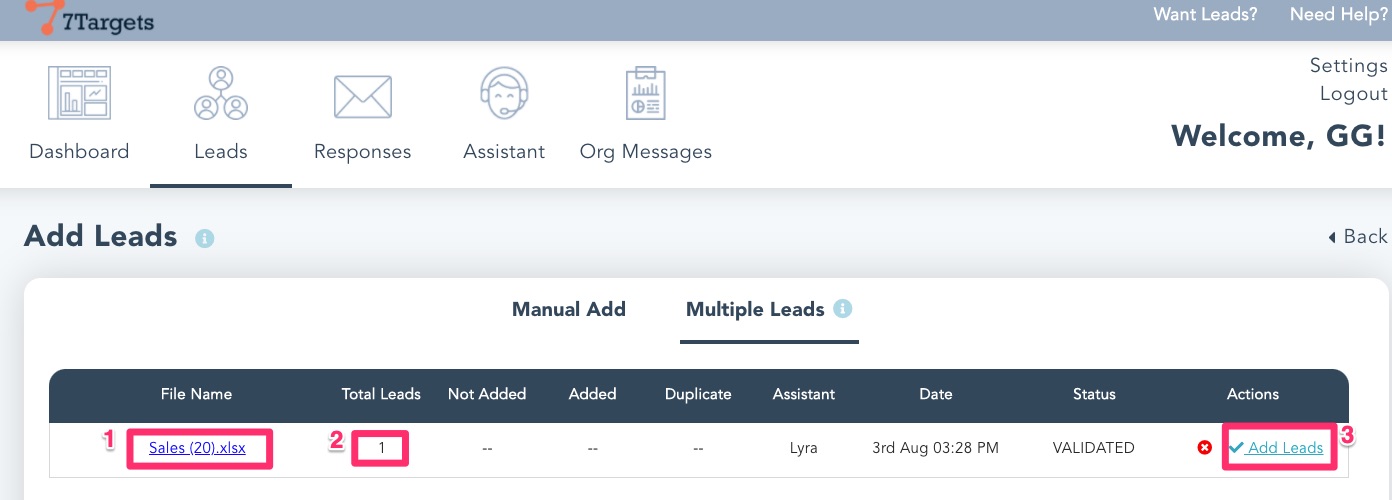 7Targets
Want Leads? Need Help?
Settings
Logout
Welcome, GG!
Dashboard Leads Responses Assistant Org Messages
Add Leads i
Back
Manual Add Multiple Leads i
File Name Total Leads Not Added Added Duplicate Assistant Date Status Actions
1 Sales (20).xlsx 2 1 -- -- -- Lyra 3rd Aug 03:28 PM VALIDATED Add Leads 3